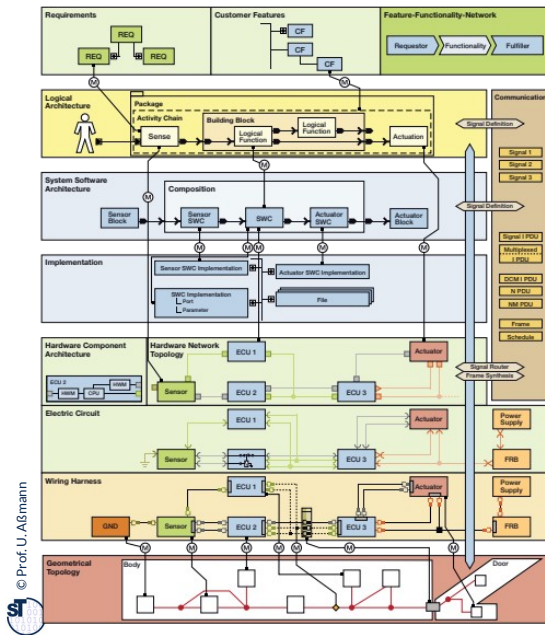 Requirements
REQ
REQ
REQ
Customer Features
CF
CF
CF
Feature-Functionality-Network
Requestor
Functionality
Fulfiller
M
M
Logical
Architecture
Package
Activity Chain
Building Block
Sense
Logical
Function
Logical
Function
Actuation
Communication
Signal Definition
Signal 1
Signal 2
Signal 3
M
M
M
System Software
Architecture
Composition
Sensor
Block
Sensor
SWC
SWC
Actuator
SWC
Actuator
Block
Signal Definition
M
M
M
M
M
Implementation
Sensor SWC Implementation
Actuator SWC Implementation
SWC Implementation
Port
Parameter
File
Signal I PDU
Multiplexed
I PDU
DCM I PDU
N PDU
NM PDU
Frame
Schedule
Hardware Component
Architecture
ECU 2
HWM
CPU
HWM
Hardware Network
Topology
ECU 1
Actuator
Sensor
ECU 2
ECU 3
Signal Router
Frame Synthesis
Electric Circuit
ECU 1
Actuator
Power
Supply
Sensor
ECU 3
FRB
Wiring Harness
ECU 1
Actuator
Power
Supply
GND
Sensor
ECU 2
ECU 3
FRB
M
M
M
M
M
M
M
Geometrical
Topology
Body
Door
© Prof. U. Aßmann
ST